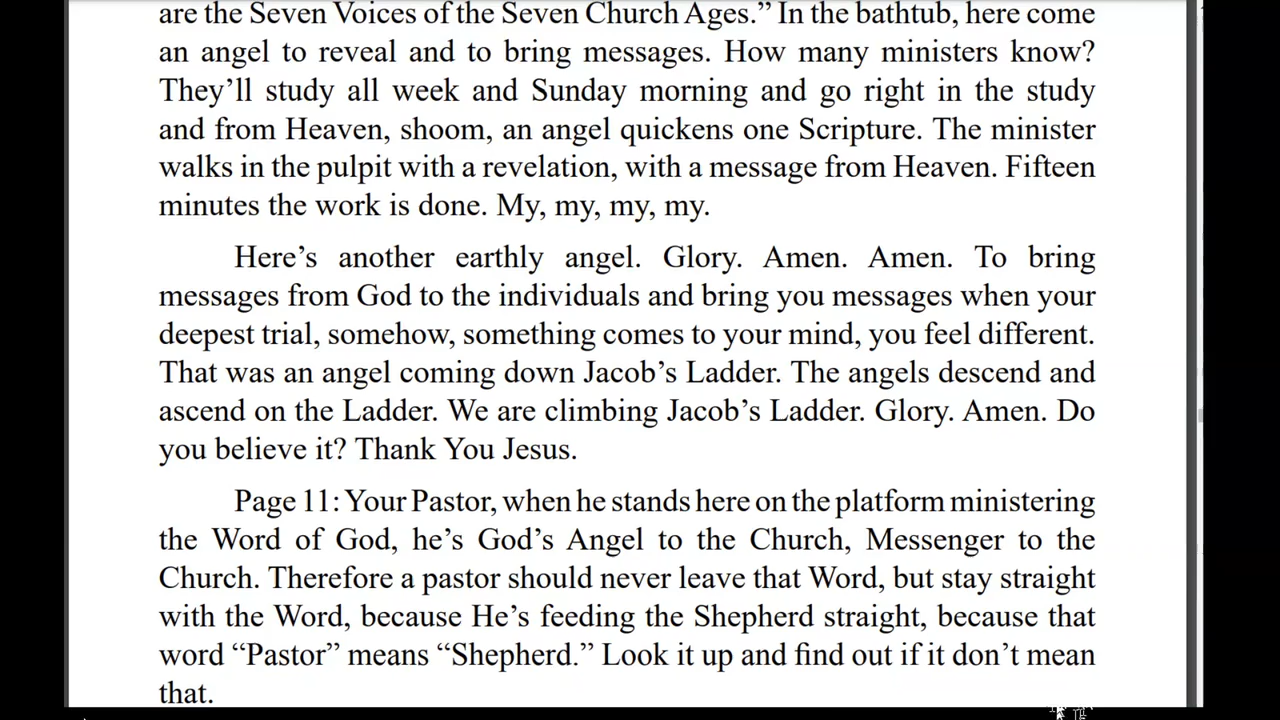 are the Seven Voices of the Seven Church Ages.” In the bathtub, here come
an angel to reveal and to bring messages. How many ministers know?
They’ll study all week and Sunday morning and go right in the study
and from Heaven, shoom, an angel quickens one Scripture. The minister
walks in the pulpit with a revelation, with a message from Heaven. Fifteen
minutes the work is done. My, my, my, my.
Here’s another earthly angel. Glory. Amen. Amen. To bring
messages from God to the individuals and bring you messages when your
deepest trial, somehow, something comes to your mind, you feel different.
That was an angel coming down Jacob’s Ladder. The angels descend and
ascend on the Ladder. We are climbing Jacob’s Ladder. Glory. Amen. Do
you believe it? Thank You Jesus.
Page 11: Your Pastor, when he stands here on the platform ministering
the Word of God, he’s God’s Angel to the Church, Messenger to the
Church. Therefore a pastor should never leave that Word, but stay straight
with the Word, because He’s feeding the Shepherd straight, because that
word “Pastor” means “Shepherd.” Look it up and find out if it don’t mean
that.